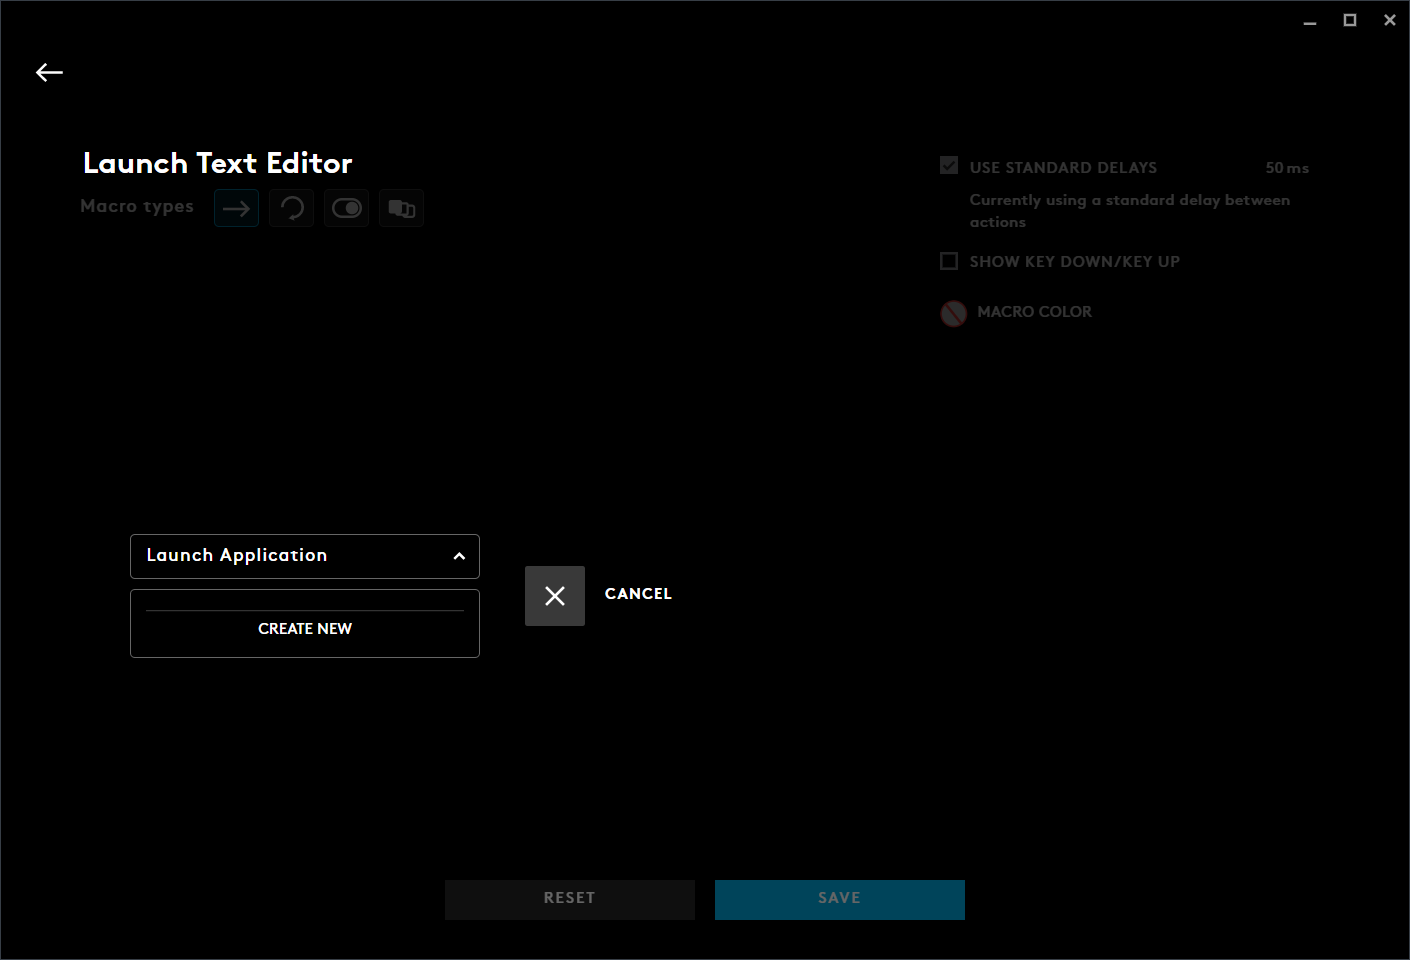 Launch Text Editor
Macro types
USE STANDARD DELAYS 50 ms
Currently using a standard delay between
actions
SHOW KEY DOWN/KEY UP
MACRO COLOR
Launch Application
CREATE NEW
CANCEL
RESET
SAVE